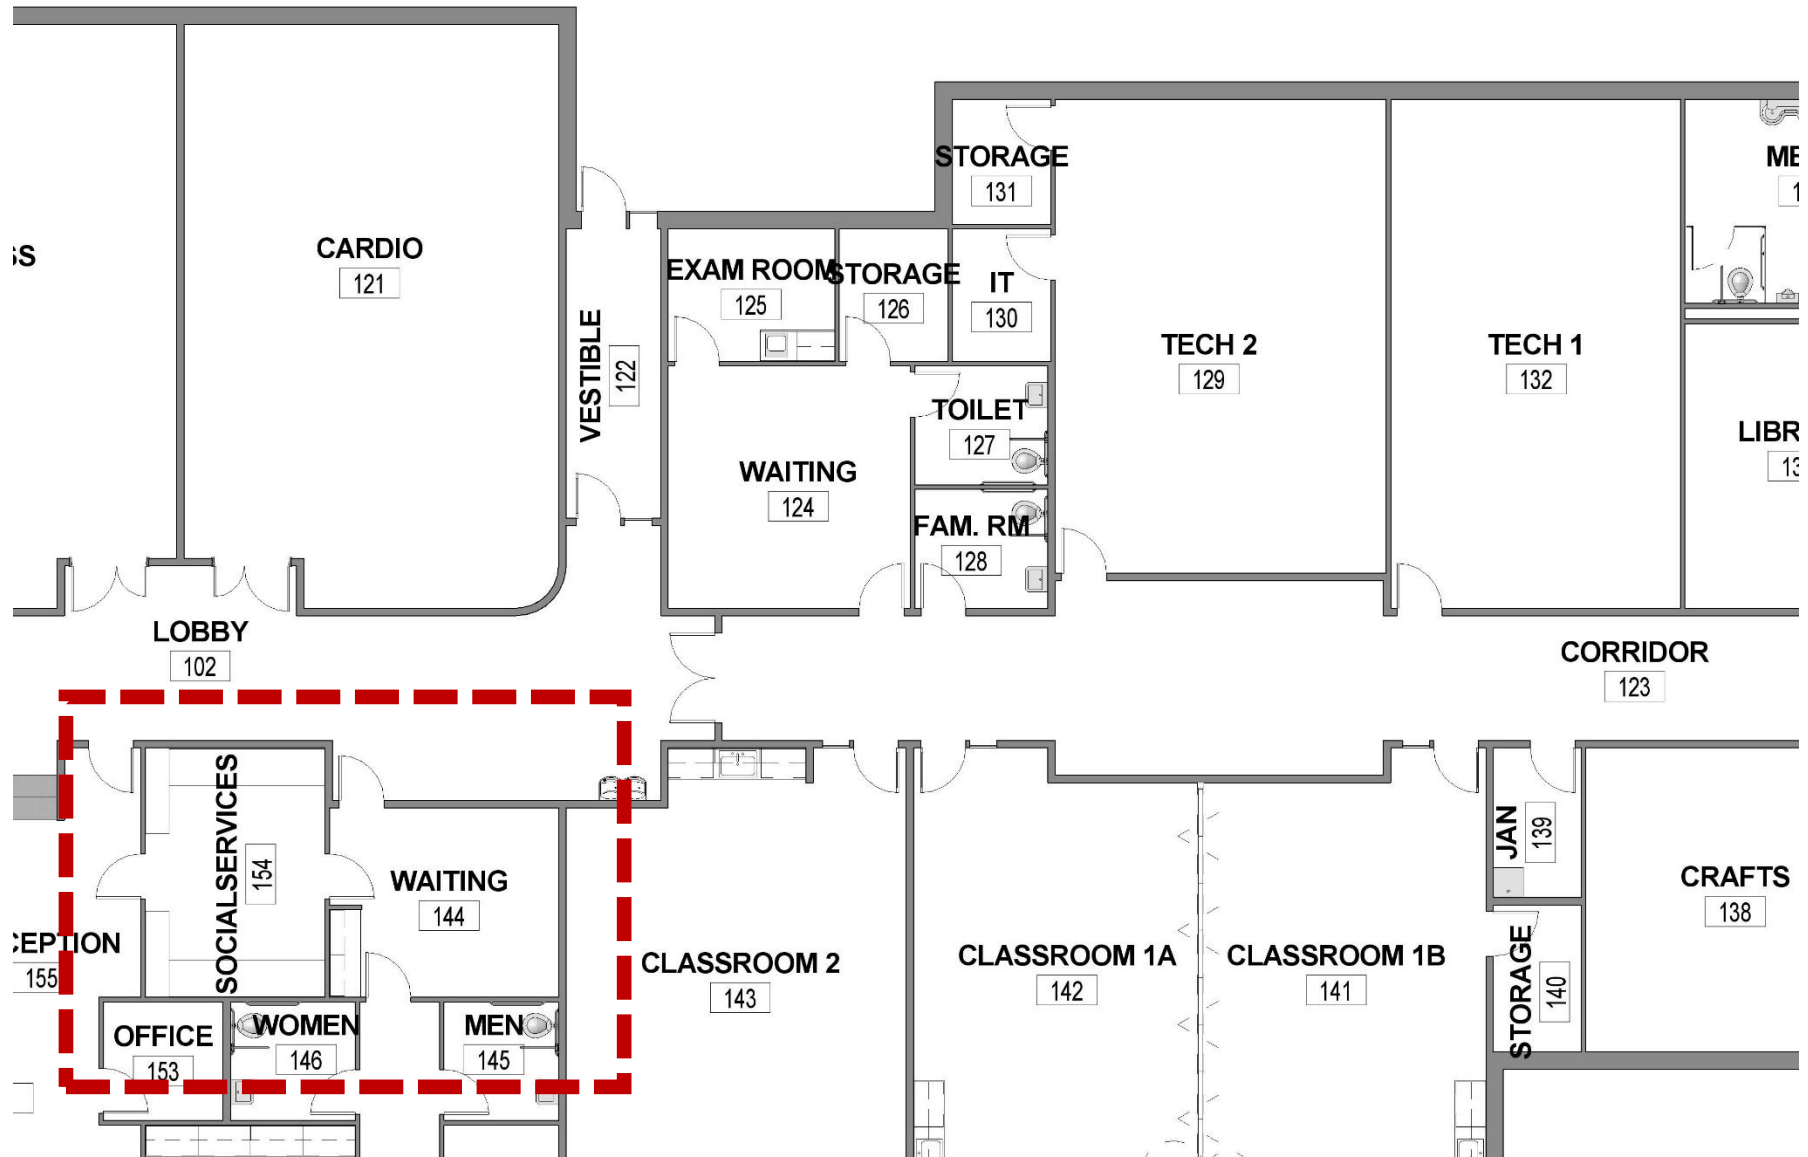 CARDIO
121
VESTIBLE
122
EXAM ROOM
125
STORAGE
126
STORAGE
131
IT
130
TECH 2
129
TECH 1
132
TOILET
127
WAITING
124
FAM. RM
128
LOBBY
102
CORRIDOR
123
SOCIALSERVICES
154
WAITING
144
155
OFFICE
153
WOMEN
146
MEN
145
CLASSROOM 2
143
CLASSROOM 1A
142
CLASSROOM 1B
141
JAN
139
STORAGE
140
CRAFTS
138